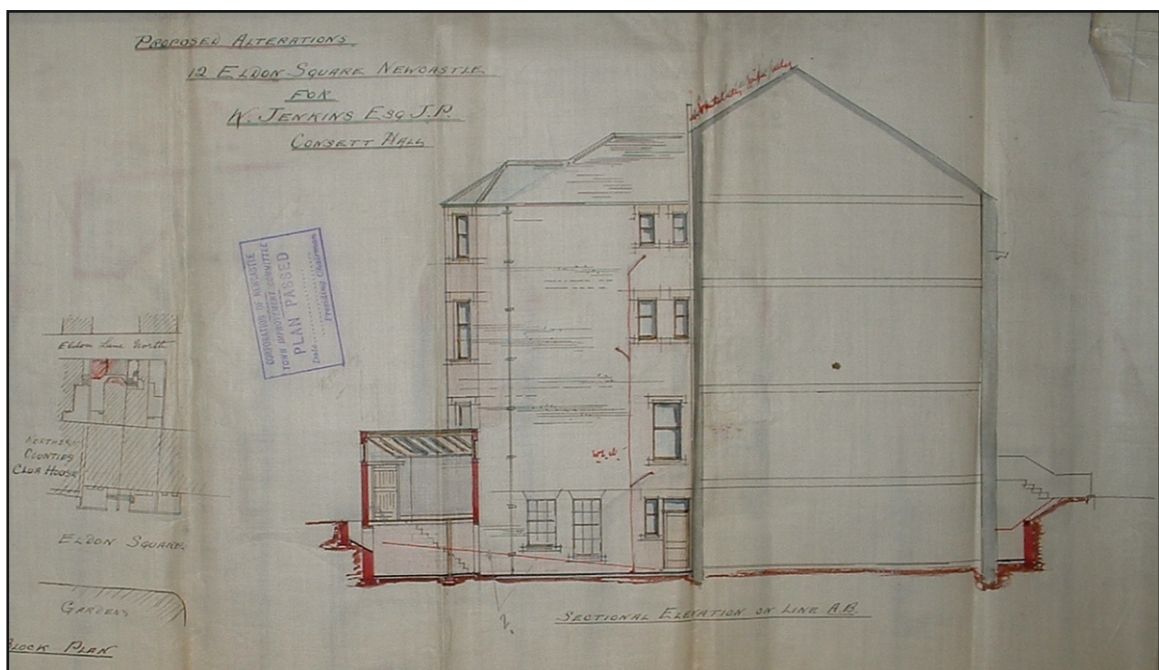 PROPOSED ALTERATIONS.
12 ELDON SQUARE NEWCASTLE
FOR
W. JENKINS ESQ J.P.
CONSETT HALL
CORPORATION OF NEWCASTLE
TOWN IMPROVEMENT COMMITTEE
PLAN PASSED
Date
Presiding Chairman
Eldon Lane North
NORTHERN
COUNTIES
CLUB HOUSE
ELDON SQUARE
GARDENS
BLOCK PLAN
SECTIONAL ELEVATION ON LINE A.B.